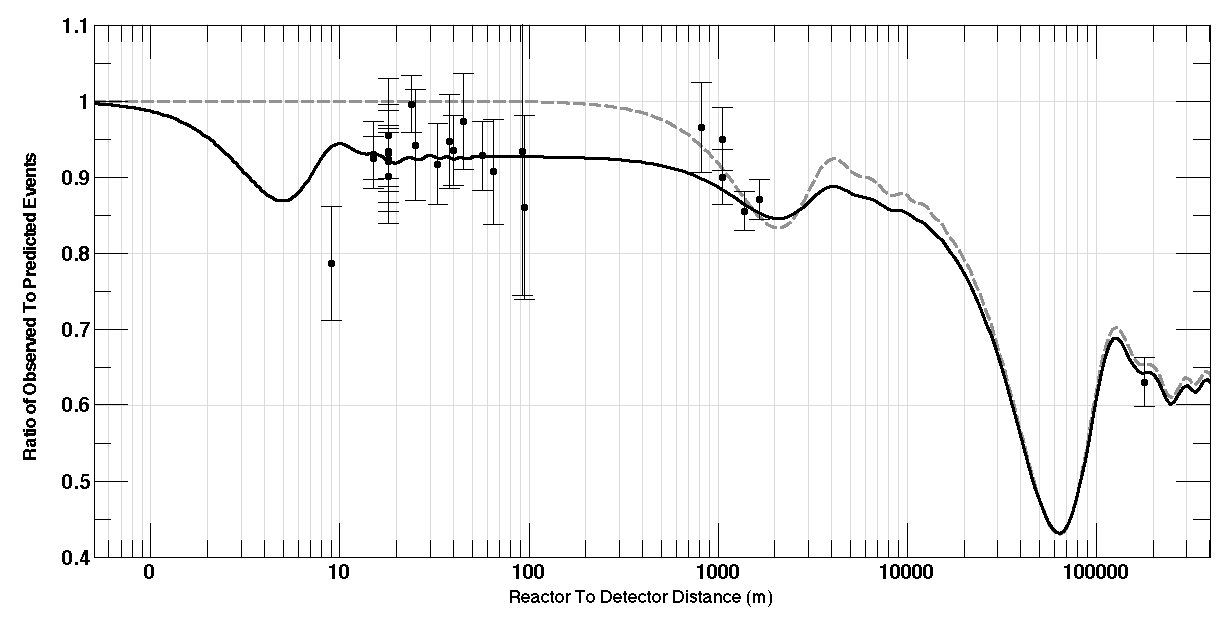 1.1
1
0.9
0.8
0.7
0.6
0.5
0.4
Ratio of Observed To Predicted Events
0 10 100 1000 10000 100000
Reactor To Detector Distance (m)